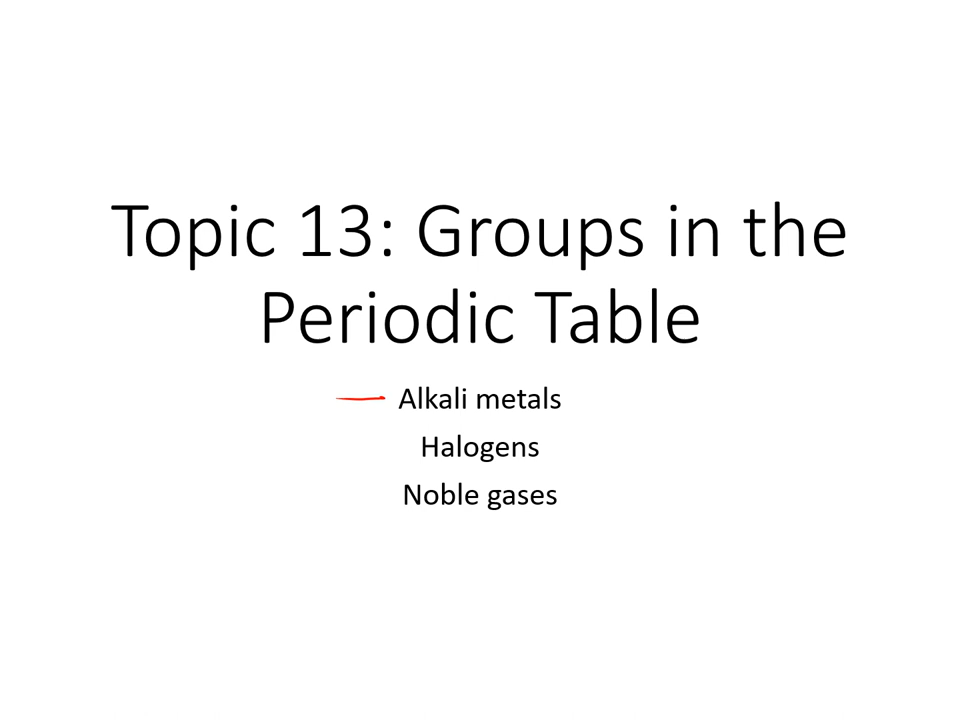 Topic 13: Groups in the
Periodic Table
Alkali metals
Halogens
Noble gases